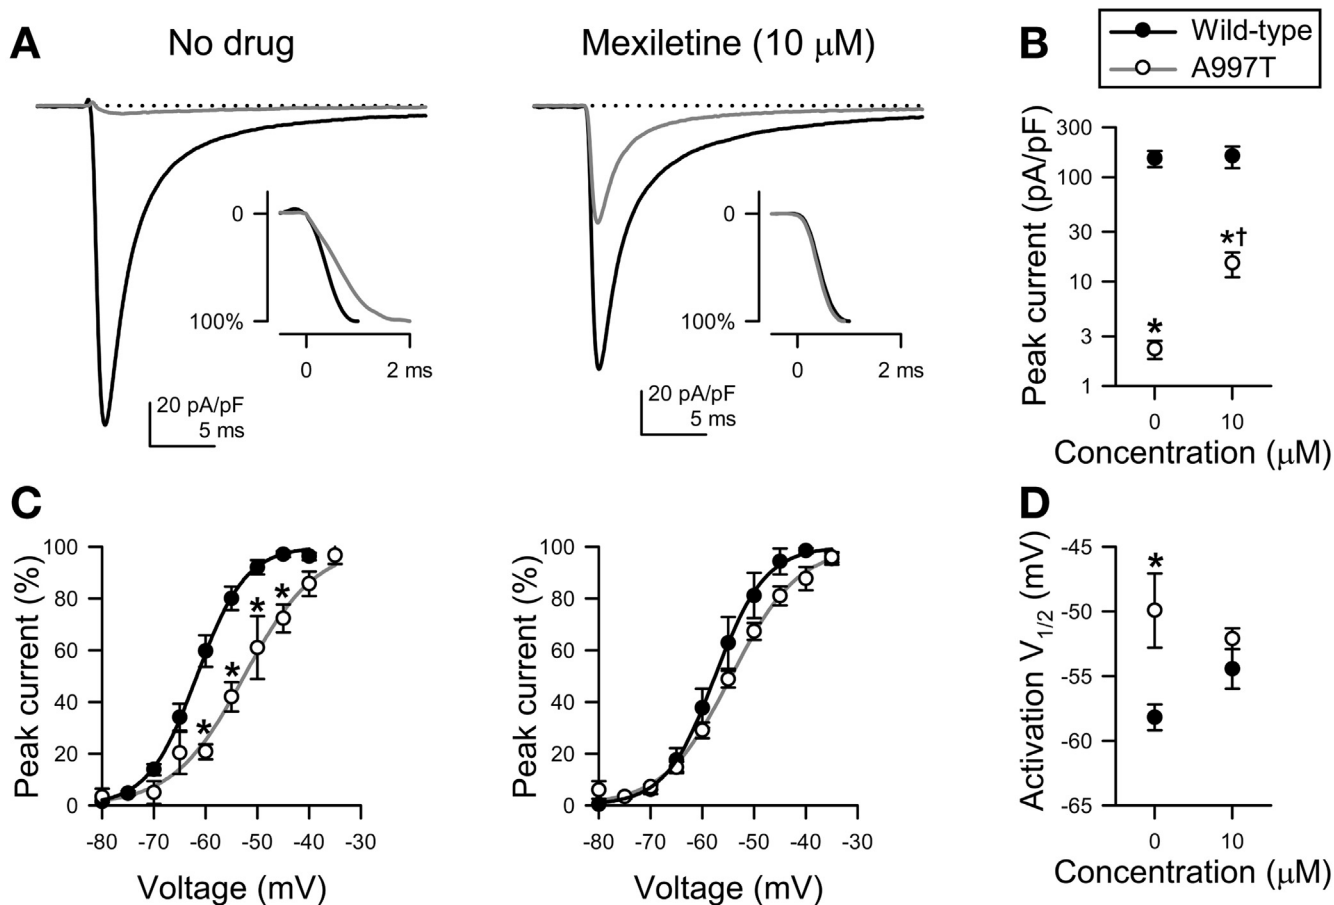 A
No drug
Mexiletine (10 μM)
B
Wild-type
A997T
0
100%
0
2 ms
20 pA/pF
5 ms
0
100%
0
2 ms
20 pA/pF
5 ms
Peak current (pA/pF)
300
100
30
10
3
1
*
*†
0
10
Concentration (μM)
C
Peak current (%)
100
80
60
40
20
0
*
*
*
*
-80
-70
-60
-50
-40
-30
Voltage (mV)
Peak current (%)
100
80
60
40
20
0
-80
-70
-60
-50
-40
-30
Voltage (mV)
D
Activation V1/2 (mV)
-45
-50
-55
-60
-65
*
0
10
Concentration (μM)